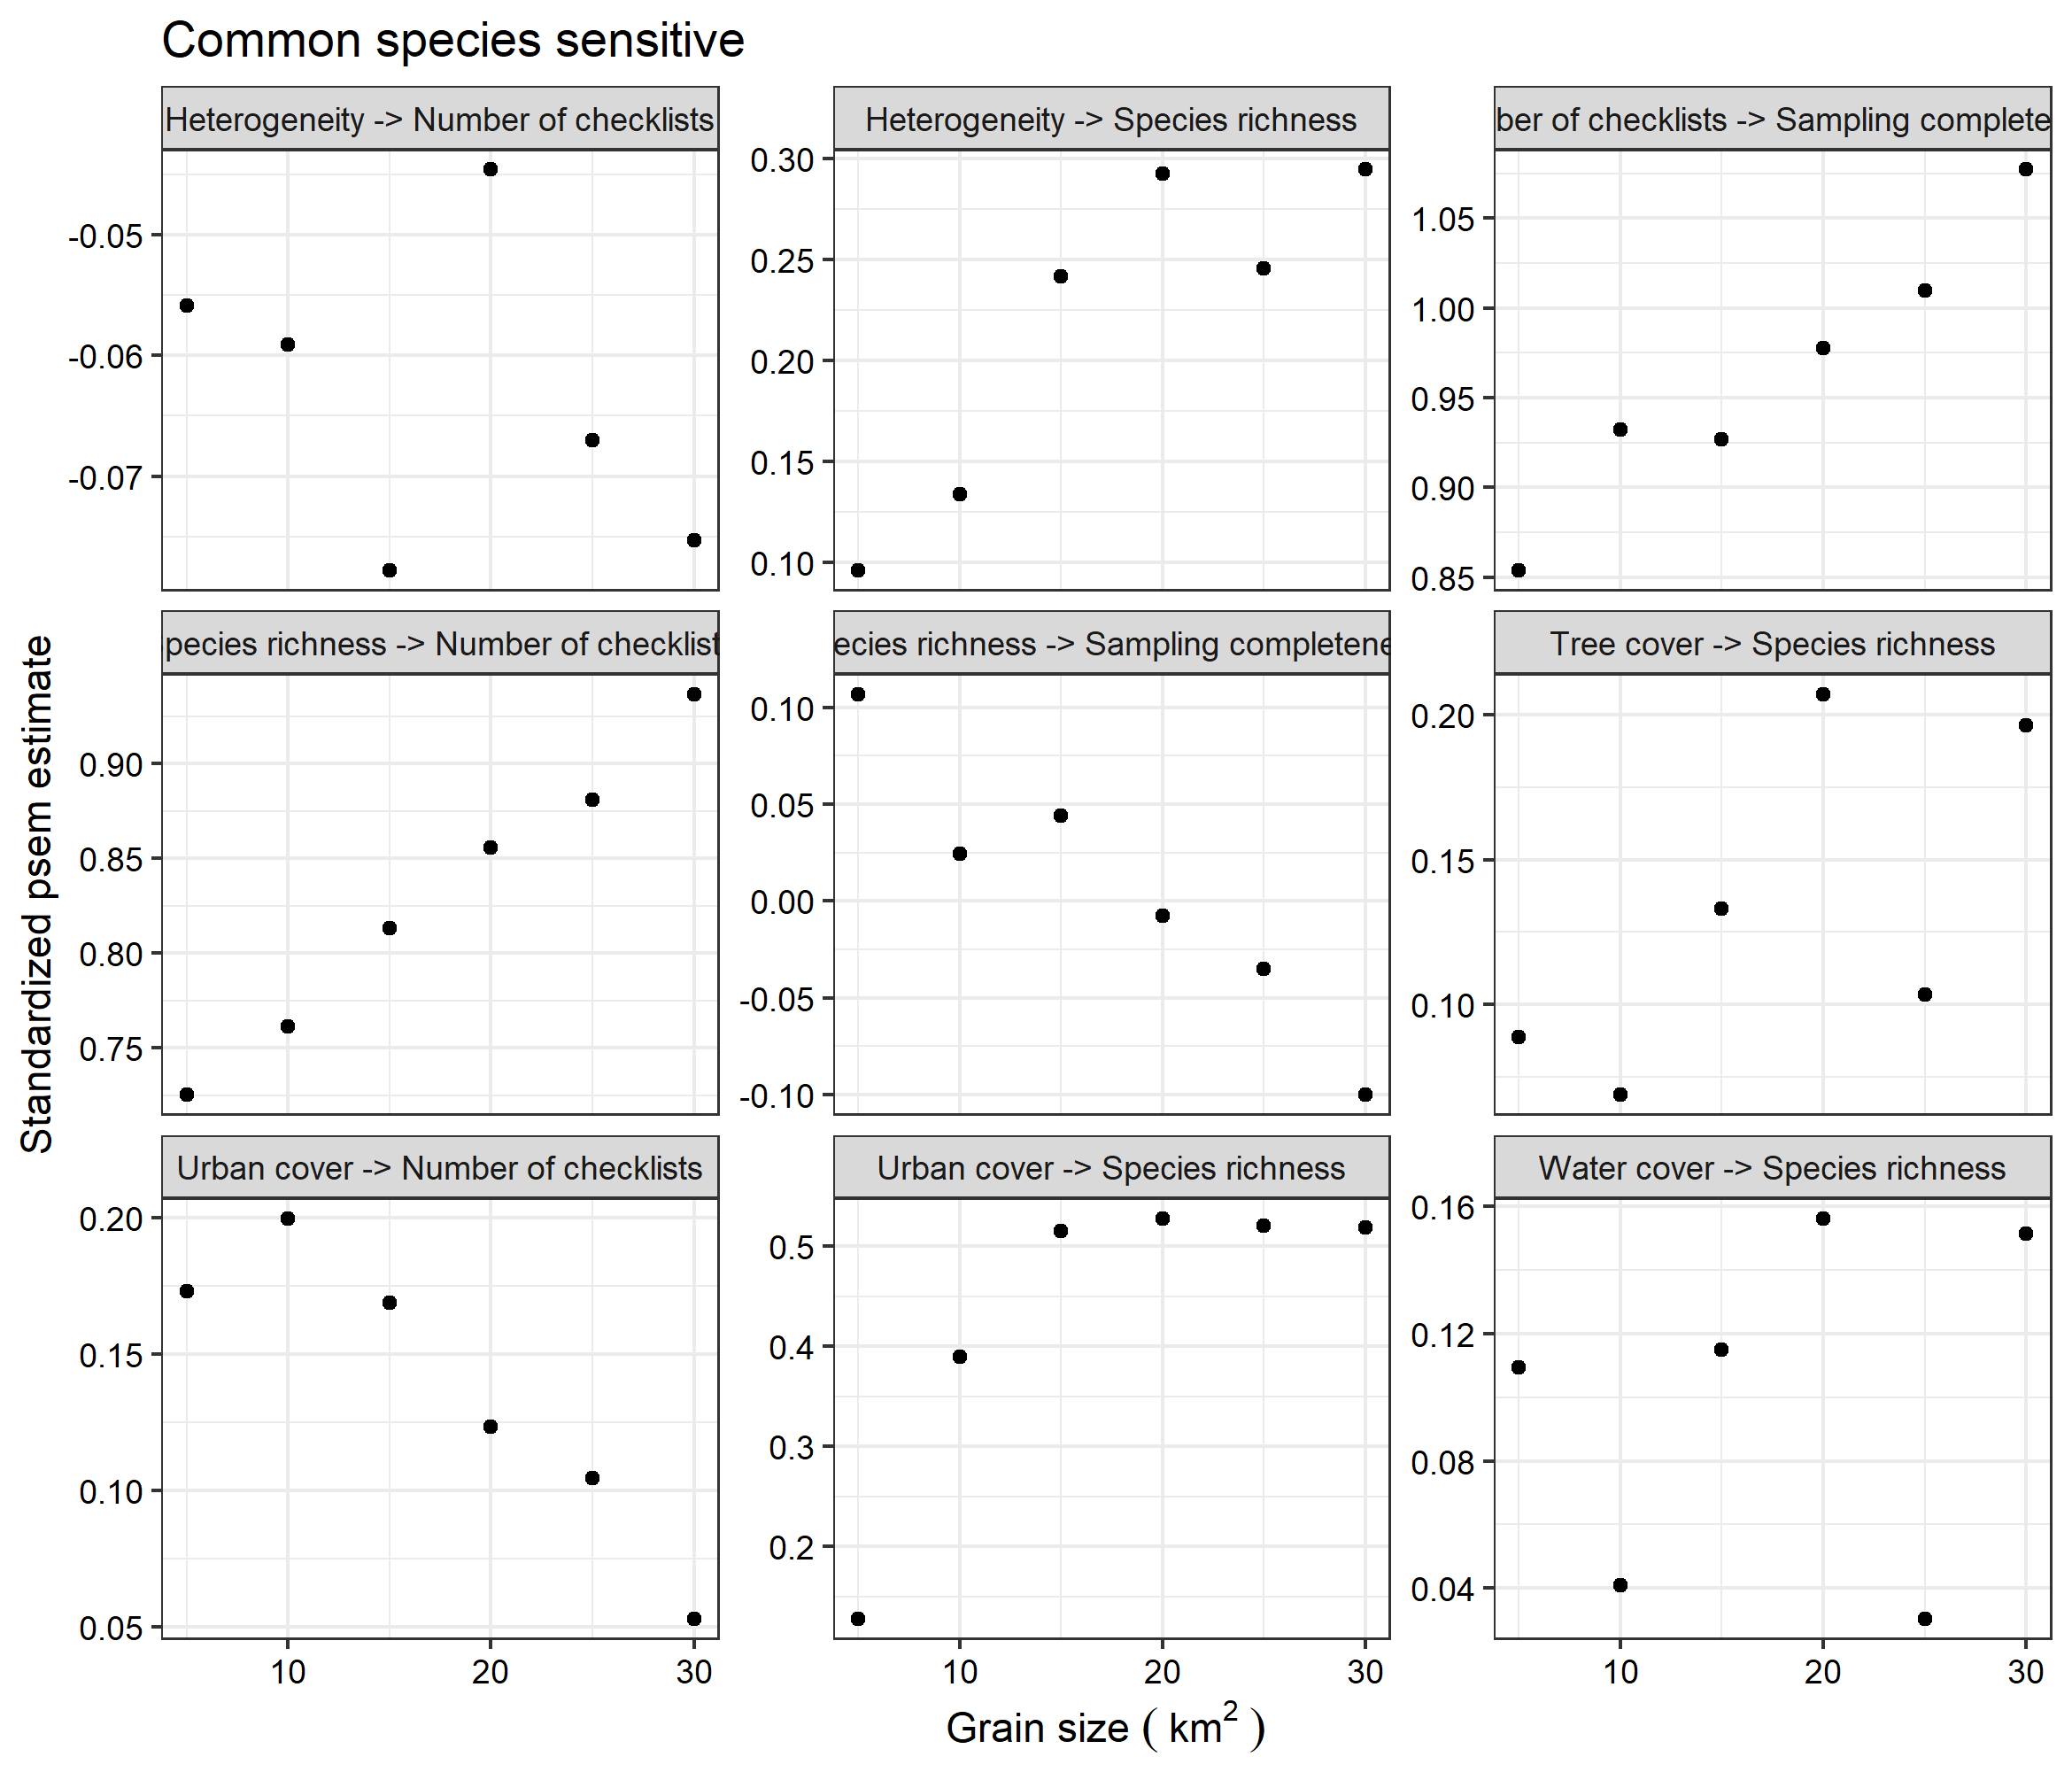 Common species sensitive
Heterogeneity -> Number of checklists
Heterogeneity -> Species richness
ber of checklists -> Sampling complete
0.30
0.25
0.20
0.15
0.10
-0.05
-0.06
-0.07
1.05
1.00
0.95
0.90
0.85
pecies richness -> Number of checklist
ecies richness -> Sampling completene
Tree cover -> Species richness
0.90
0.85
0.80
0.75
0.10
0.05
0.00
-0.05
-0.10
0.20
0.15
0.10
Standardized psem estimate
Urban cover -> Number of checklists
Urban cover -> Species richness
Water cover -> Species richness
0.20
0.15
0.10
0.05
0.5
0.4
0.3
0.2
0.16
0.12
0.08
0.04
10 20 30
10 20 30
10 20 30
Grain size ( km² )